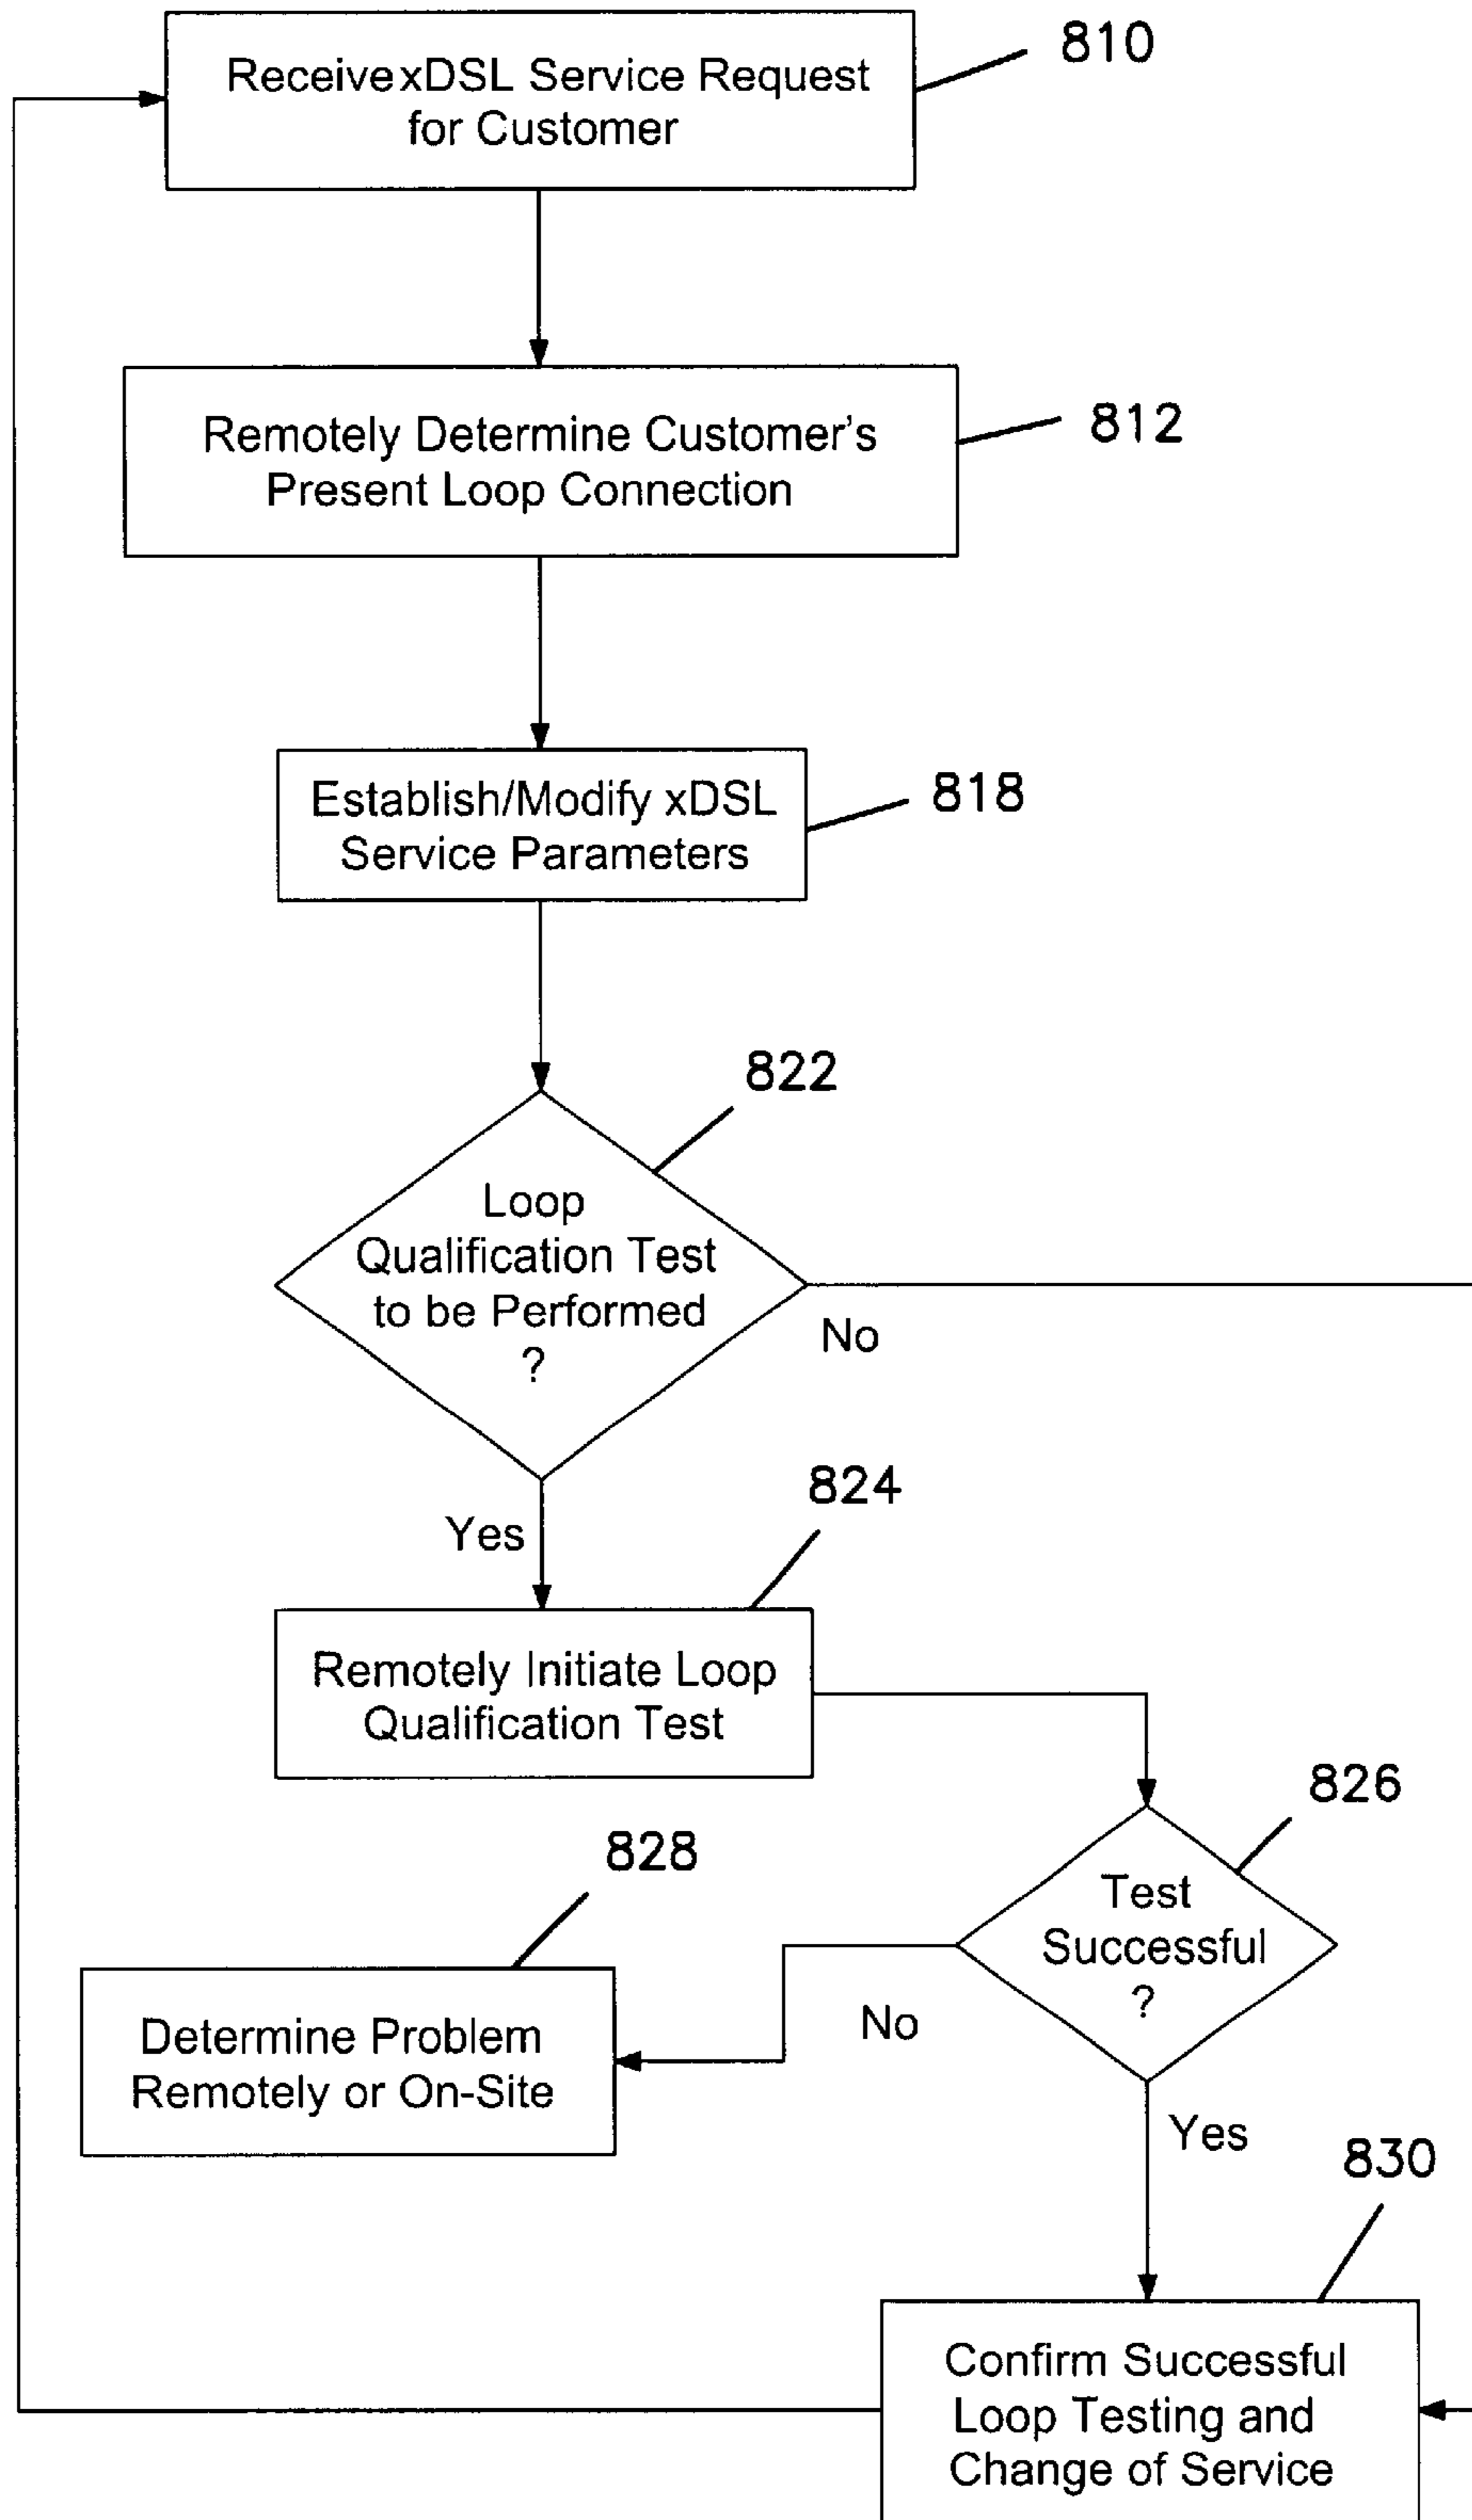 ReceivexDSL Service Request
for Customer
810
Remotely Determine Customer's
Present Loop Connection
812
Establish/Modify xDSL
Service Parameters
818
822
Loop
Qualification Test
to be Performed
?
No
Yes
824
Remotely Initiate Loop
Qualification Test
826
Test
Successful
?
828
No
Determine Problem
Remotely or On-Site
Yes
830
Confirm Successful
Loop Testing and
Change of Service